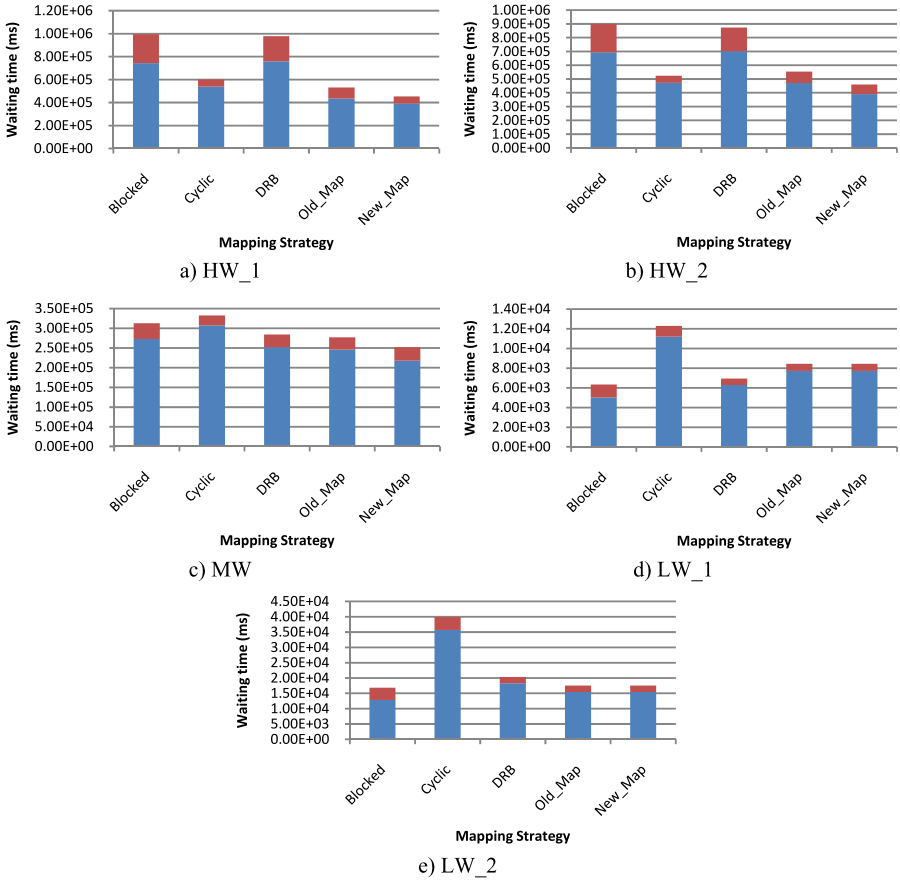 Waiting time (ms)
1.20E+06
1.00E+06
8.00E+05
6.00E+05
4.00E+05
2.00E+05
0.00E+00
Blocked
Cyclic
DRB
Old_Map
New_Map
Mapping Strategy
a) HW_1
Waiting time (ms)
1.00E+06
9.00E+05
8.00E+05
7.00E+05
6.00E+05
5.00E+05
4.00E+05
3.00E+05
2.00E+05
1.00E+05
0.00E+00
Blocked
Cyclic
DRB
Old_Map
New_Map
Mapping Strategy
b) HW_2
Waiting time (ms)
3.50E+05
3.00E+05
2.50E+05
2.00E+05
1.50E+05
1.00E+05
5.00E+04
0.00E+00
Blocked
Cyclic
DRB
Old_Map
New_Map
Mapping Strategy
c) MW
Waiting time (ms)
1.40E+04
1.20E+04
1.00E+04
8.00E+03
6.00E+03
4.00E+03
2.00E+03
0.00E+00
Blocked
Cyclic
DRB
Old_Map
New_Map
Mapping Strategy
d) LW_1
Waiting time (ms)
4.50E+04
4.00E+04
3.50E+04
3.00E+04
2.50E+04
2.00E+04
1.50E+04
1.00E+04
5.00E+03
0.00E+00
Blocked
Cyclic
DRB
Old_Map
New_Map
Mapping Strategy
e) LW_2